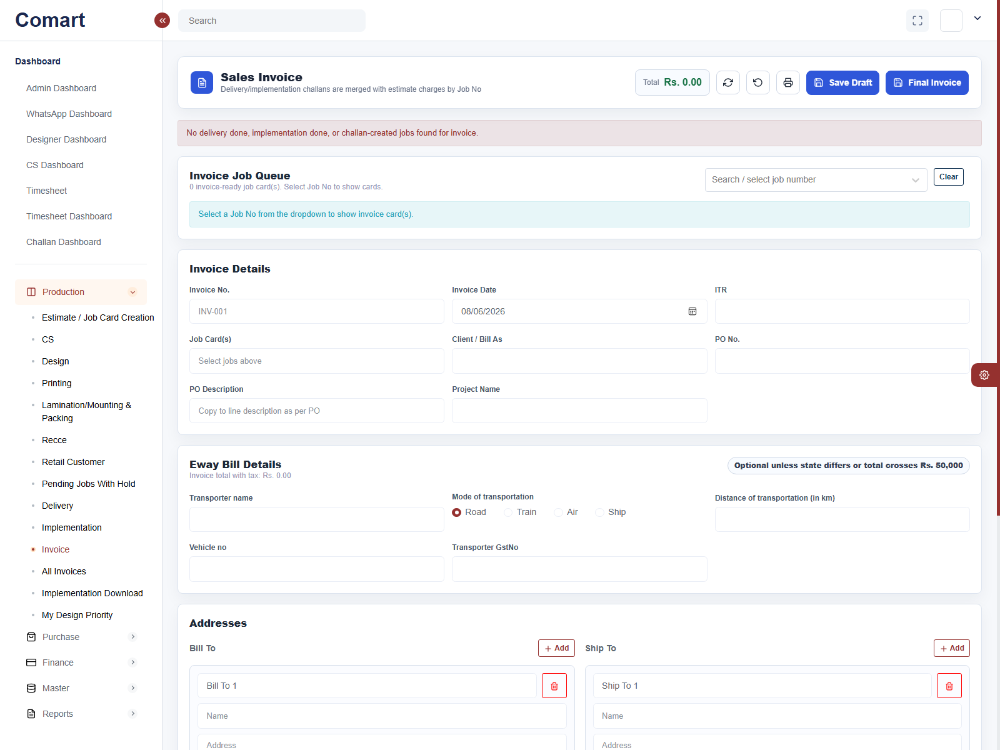 Comart
Search
Dashboard
Admin Dashboard
WhatsApp Dashboard
Designer Dashboard
CS Dashboard
Timesheet
Timesheet Dashboard
Challan Dashboard
Production
Estimate / Job Card Creation
CS
Design
Printing
Lamination/Mounting &
Packing
Recce
Retail Customer
Pending Jobs With Hold
Delivery
Implementation
Invoice
All Invoices
Implementation Download
My Design Priority
Purchase
Finance
Master
Reports
Sales Invoice
Delivery/implementation challans are merged with estimate charges by Job No
Total Rs. 0.00
Save Draft
Final Invoice
No delivery done, implementation done, or challan-created jobs found for invoice.
Invoice Job Queue
0 invoice-ready job card(s). Select Job No to show cards.
Search / select job number
Clear
Select a Job No from the dropdown to show invoice card(s).
Invoice Details
Invoice No. Invoice Date ITR
INV-001 08/06/2026
Job Card(s) Client / Bill As PO No.
Select jobs above
PO Description Project Name
Copy to line description as per PO
Eway Bill Details
Invoice total with tax: Rs. 0.00
Optional unless state differs or total crosses Rs. 50,000
Transporter name Mode of transportation Distance of transportation (in km)
Road Train Air Ship
Vehicle no Transporter GstNo
Addresses
Bill To + Add Ship To + Add
Bill To 1 Ship To 1
Name Name
Address Address